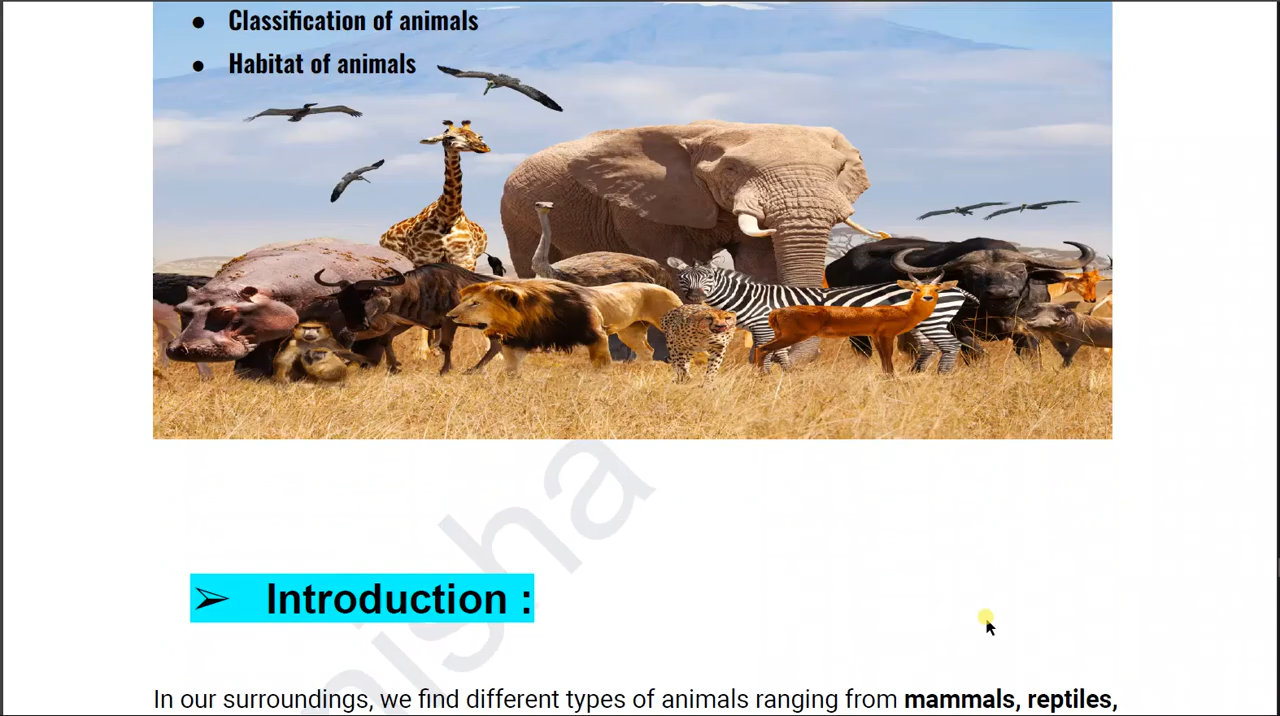 ● Classification of animals
● Habitat of animals
nisha
➢ Introduction :
In our surroundings, we find different types of animals ranging from mammals, reptiles,